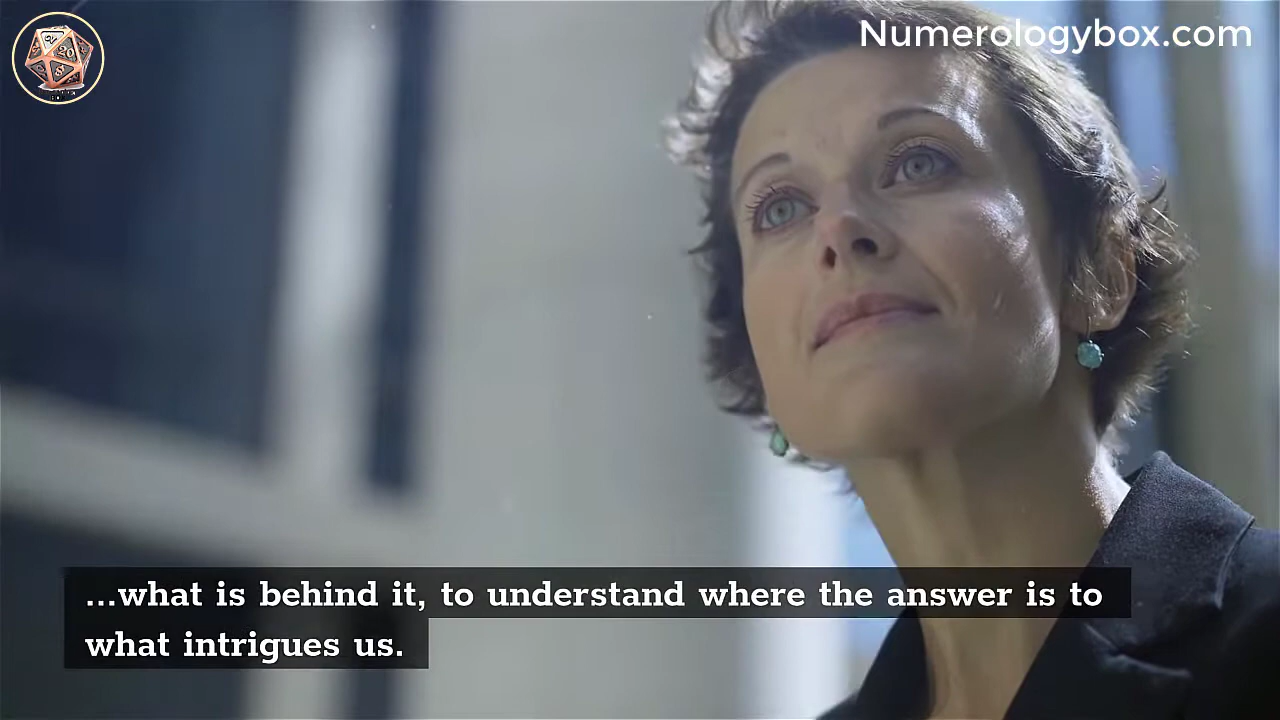 Numerologybox.com
...what is behind it, to understand where the answer is to
what intrigues us.